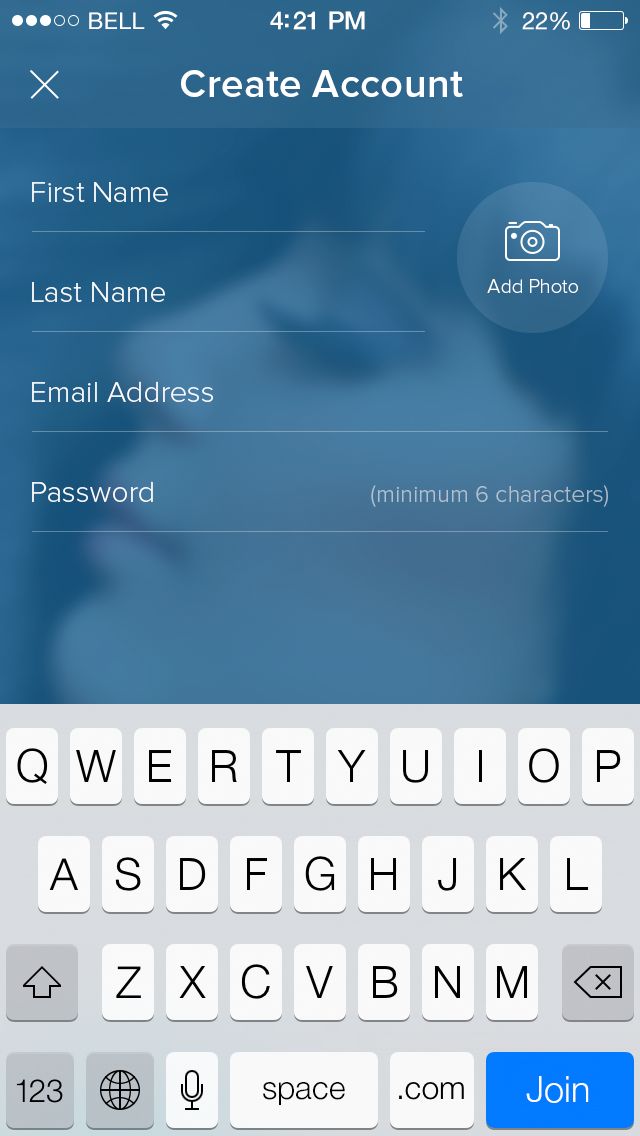 BELL 4:21 PM 22%
Create Account
First Name
Add Photo
Last Name
Email Address
Password (minimum 6 characters)
Q W E R T Y U I O P
A S D F G H J K L
Z X C V B N M
123 space .com Join